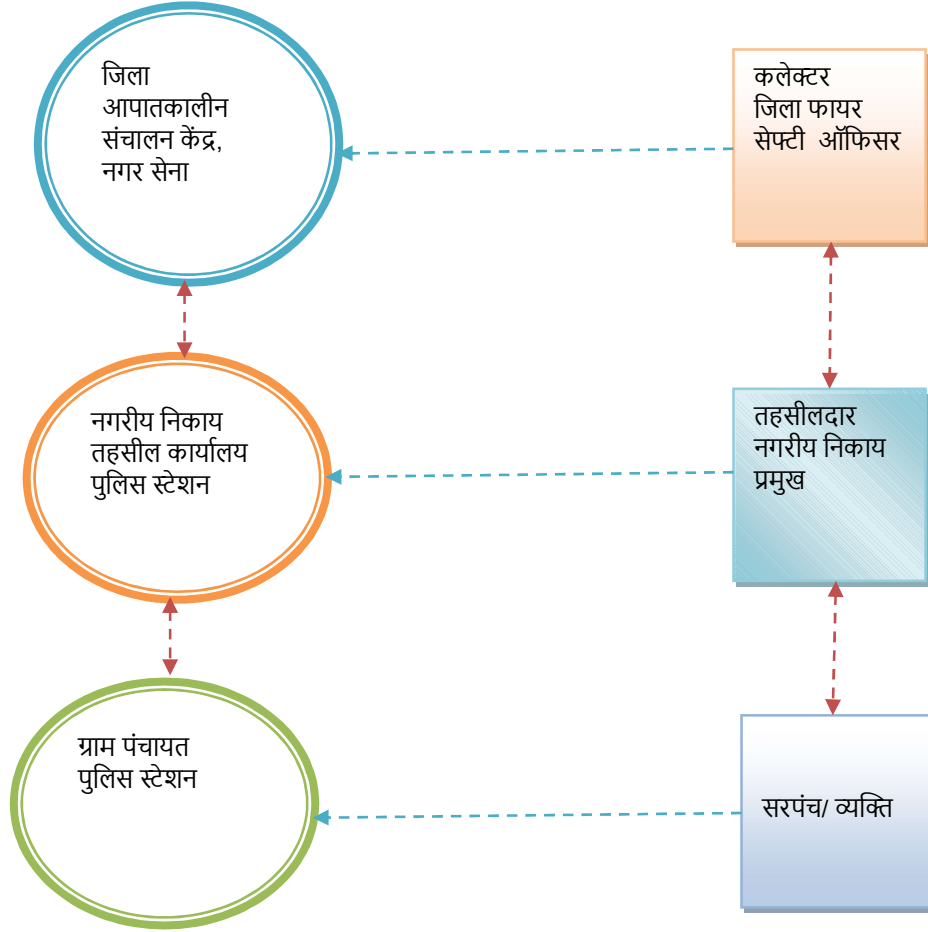 जिला
आपातकालीन
संचालन केंद्र,
नगर सेना
कलेक्टर
जिला फायर
सेफ्टी  ऑफिसर
नगरीय निकाय
तहसील कार्यालय
पुलिस स्टेशन
तहसीलदार
नगरीय निकाय
प्रमुख
ग्राम पंचायत
पुलिस स्टेशन
सरपंच/ व्यक्ति